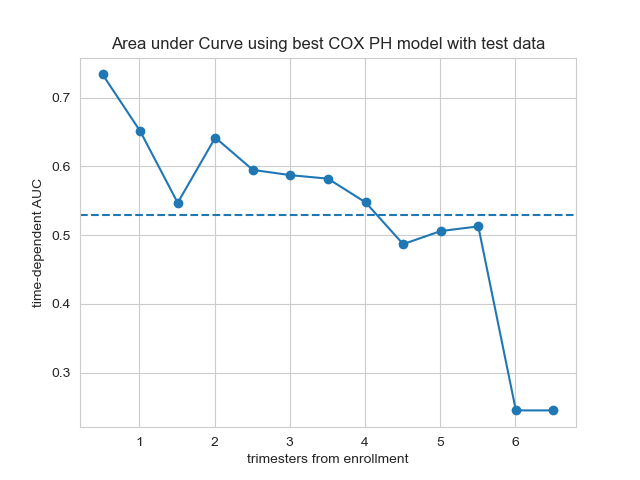 Area under Curve using best COX PH model with test data
time-dependent AUC
0.7
0.6
0.5
0.4
0.3
1 2 3 4 5 6
trimesters from enrollment